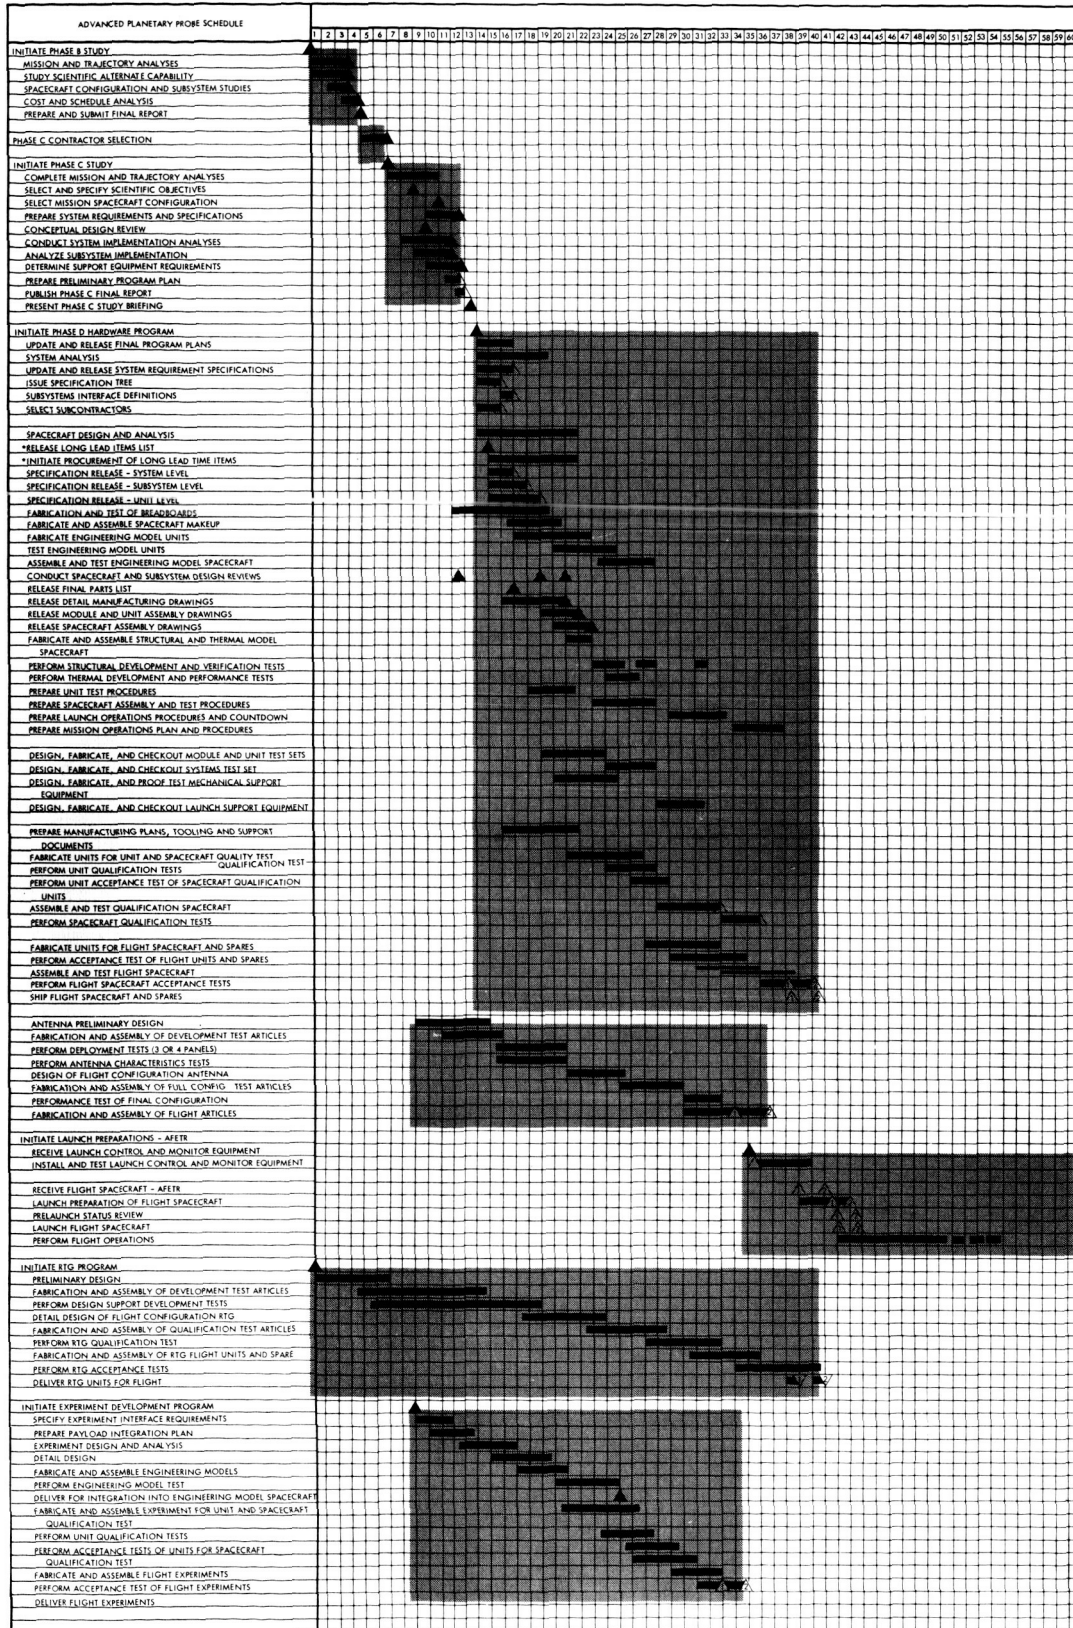 ADVANCED PLANETARY PROBE SCHEDULE
1 2 3 4 5 6 7 8 9 10 11 12 13 14 15 16 17 18 19 20 21 22 23 24 25 26 27 28 29 30 31 32 33 34 35 36 37 38 39 40 41 42 43 44 45 46 47 48 49 50 51 52 53 54 55 56 57 58 59 60
INITIATE PHASE B STUDY
MISSION AND TRAJECTORY ANALYSES
STUDY SCIENTIFIC ALTERNATE CAPABILITY
SPACECRAFT CONFIGURATION AND SUBSYSTEM STUDIES
COST AND SCHEDULE ANALYSIS
PREPARE AND SUBMIT FINAL REPORT
PHASE C CONTRACTOR SELECTION
INITIATE PHASE C STUDY
COMPLETE MISSION AND TRAJECTORY ANALYSES
SELECT AND SPECIFY SCIENTIFIC OBJECTIVES
SELECT MISSION SPACECRAFT CONFIGURATION
PREPARE SYSTEM REQUIREMENTS AND SPECIFICATIONS
CONCEPTUAL DESIGN REVIEW
CONDUCT SYSTEM IMPLEMENTATION ANALYSES
ANALYZE SUBSYSTEM IMPLEMENTATION
DETERMINE SUPPORT EQUIPMENT REQUIREMENTS
PREPARE PRELIMINARY PROGRAM PLAN
PUBLISH PHASE C FINAL REPORT
PRESENT PHASE C STUDY BRIEFING
INITIATE PHASE D HARDWARE PROGRAM
UPDATE AND RELEASE FINAL PROGRAM PLANS
SYSTEM ANALYSIS
UPDATE AND RELEASE SYSTEM REQUIREMENT SPECIFICATIONS
ISSUE SPECIFICATION TREE
SUBSYSTEMS INTERFACE DEFINITIONS
SELECT SUBCONTRACTORS
SPACECRAFT DESIGN AND ANALYSIS
*RELEASE LONG LEAD ITEMS LIST
*INITIATE PROCUREMENT OF LONG LEAD TIME ITEMS
SPECIFICATION RELEASE - SYSTEM LEVEL
SPECIFICATION RELEASE - SUBSYSTEM LEVEL
SPECIFICATION RELEASE - UNIT LEVEL
FABRICATION AND TEST OF BREADBOARDS
FABRICATE AND ASSEMBLE SPACECRAFT MAKEUP
FABRICATE ENGINEERING MODEL UNITS
TEST ENGINEERING MODEL UNITS
ASSEMBLE AND TEST ENGINEERING MODEL SPACECRAFT
CONDUCT SPACECRAFT AND SUBSYSTEM DESIGN REVIEWS
RELEASE FINAL PARTS LIST
RELEASE DETAIL MANUFACTURING DRAWINGS
RELEASE MODULE AND UNIT ASSEMBLY DRAWINGS
RELEASE SPACECRAFT ASSEMBLY DRAWINGS
FABRICATE AND ASSEMBLE STRUCTURAL AND THERMAL MODEL
SPACECRAFT
PERFORM STRUCTURAL DEVELOPMENT AND VERIFICATION TESTS
PERFORM THERMAL DEVELOPMENT AND PERFORMANCE TESTS
PREPARE UNIT TEST PROCEDURES
PREPARE SPACECRAFT ASSEMBLY AND TEST PROCEDURES
PREPARE LAUNCH OPERATIONS PROCEDURES AND COUNTDOWN
PREPARE MISSION OPERATIONS PLAN AND PROCEDURES
DESIGN, FABRICATE, AND CHECKOUT MODULE AND UNIT TEST SETS
DESIGN, FABRICATE, AND CHECKOUT SYSTEMS TEST SET
DESIGN, FABRICATE, AND PROOF TEST MECHANICAL SUPPORT
EQUIPMENT
DESIGN, FABRICATE, AND CHECKOUT LAUNCH SUPPORT EQUIPMENT
PREPARE MANUFACTURING PLANS, TOOLING AND SUPPORT
DOCUMENTS
FABRICATE UNITS FOR UNIT AND SPACECRAFT QUALITY TEST
QUALIFICATION TEST
PERFORM UNIT QUALIFICATION TESTS
PERFORM UNIT ACCEPTANCE TEST OF SPACECRAFT QUALIFICATION
UNITS
ASSEMBLE AND TEST QUALIFICATION SPACECRAFT
PERFORM SPACECRAFT QUALIFICATION TESTS
FABRICATE UNITS FOR FLIGHT SPACECRAFT AND SPARES
PERFORM ACCEPTANCE TEST OF FLIGHT UNITS AND SPARES
ASSEMBLE AND TEST FLIGHT SPACECRAFT
PERFORM FLIGHT SPACECRAFT ACCEPTANCE TESTS
SHIP FLIGHT SPACECRAFT AND SPARES
ANTENNA PRELIMINARY DESIGN
FABRICATION AND ASSEMBLY OF DEVELOPMENT TEST ARTICLES
PERFORM DEPLOYMENT TESTS (3 OR 4 PANELS)
PERFORM ANTENNA CHARACTERISTICS TESTS
DESIGN OF FLIGHT CONFIGURATION ANTENNA
FABRICATION AND ASSEMBLY OF FULL CONFIG TEST ARTICLES
PERFORMANCE TEST OF FINAL CONFIGURATION
FABRICATION AND ASSEMBLY OF FLIGHT ARTICLES
INITIATE LAUNCH PREPARATIONS - AFETR
RECEIVE LAUNCH CONTROL AND MONITOR EQUIPMENT
INSTALL AND TEST LAUNCH CONTROL AND MONITOR EQUIPMENT
RECEIVE FLIGHT SPACECRAFT - AFETR
LAUNCH PREPARATION OF FLIGHT SPACECRAFT
PRELAUNCH STATUS REVIEW
LAUNCH FLIGHT SPACECRAFT
PERFORM FLIGHT OPERATIONS
INITIATE RTG PROGRAM
PRELIMINARY DESIGN
FABRICATION AND ASSEMBLY OF DEVELOPMENT TEST ARTICLES
PERFORM DESIGN SUPPORT DEVELOPMENT TESTS
DETAIL DESIGN OF FLIGHT CONFIGURATION RTG
FABRICATION AND ASSEMBLY OF QUALIFICATION TEST ARTICLES
PERFORM RTG QUALIFICATION TEST
FABRICATION AND ASSEMBLY OF RTG FLIGHT UNITS AND SPARE
PERFORM RTG ACCEPTANCE TESTS
DELIVER RTG UNITS FOR FLIGHT
INITIATE EXPERIMENT DEVELOPMENT PROGRAM
SPECIFY EXPERIMENT INTERFACE REQUIREMENTS
PREPARE PAYLOAD INTEGRATION PLAN
EXPERIMENT DESIGN AND ANALYSIS
DETAIL DESIGN
FABRICATE AND ASSEMBLE ENGINEERING MODELS
PERFORM ENGINEERING MODEL TEST
DELIVER FOR INTEGRATION INTO ENGINEERING MODEL SPACECRAFT
FABRICATE AND ASSEMBLE EXPERIMENT FOR UNIT AND SPACECRAFT
QUALIFICATION TEST
PERFORM UNIT QUALIFICATION TESTS
PERFORM ACCEPTANCE TESTS OF UNITS FOR SPACECRAFT
QUALIFICATION TEST
FABRICATE AND ASSEMBLE FLIGHT EXPERIMENTS
PERFORM ACCEPTANCE TEST OF FLIGHT EXPERIMENTS
DELIVER FLIGHT EXPERIMENTS